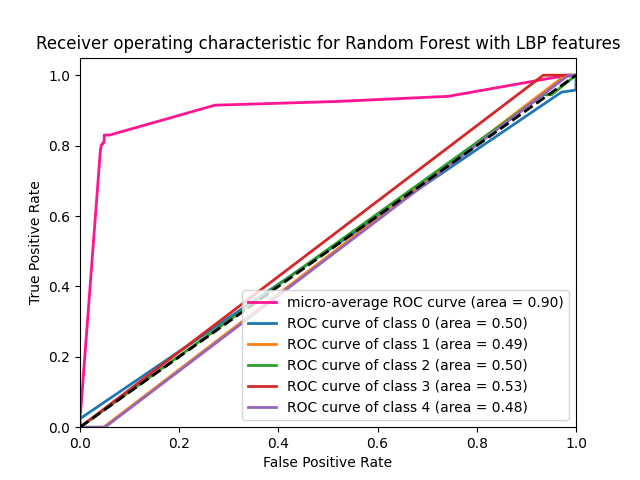 Receiver operating characteristic for Random Forest with LBP features
True Positive Rate
1.0
0.8
0.6
0.4
0.2
0.0
micro-average ROC curve (area = 0.90)
ROC curve of class 0 (area = 0.50)
ROC curve of class 1 (area = 0.49)
ROC curve of class 2 (area = 0.50)
ROC curve of class 3 (area = 0.53)
ROC curve of class 4 (area = 0.48)
0.0 0.2 0.4 0.6 0.8 1.0
False Positive Rate